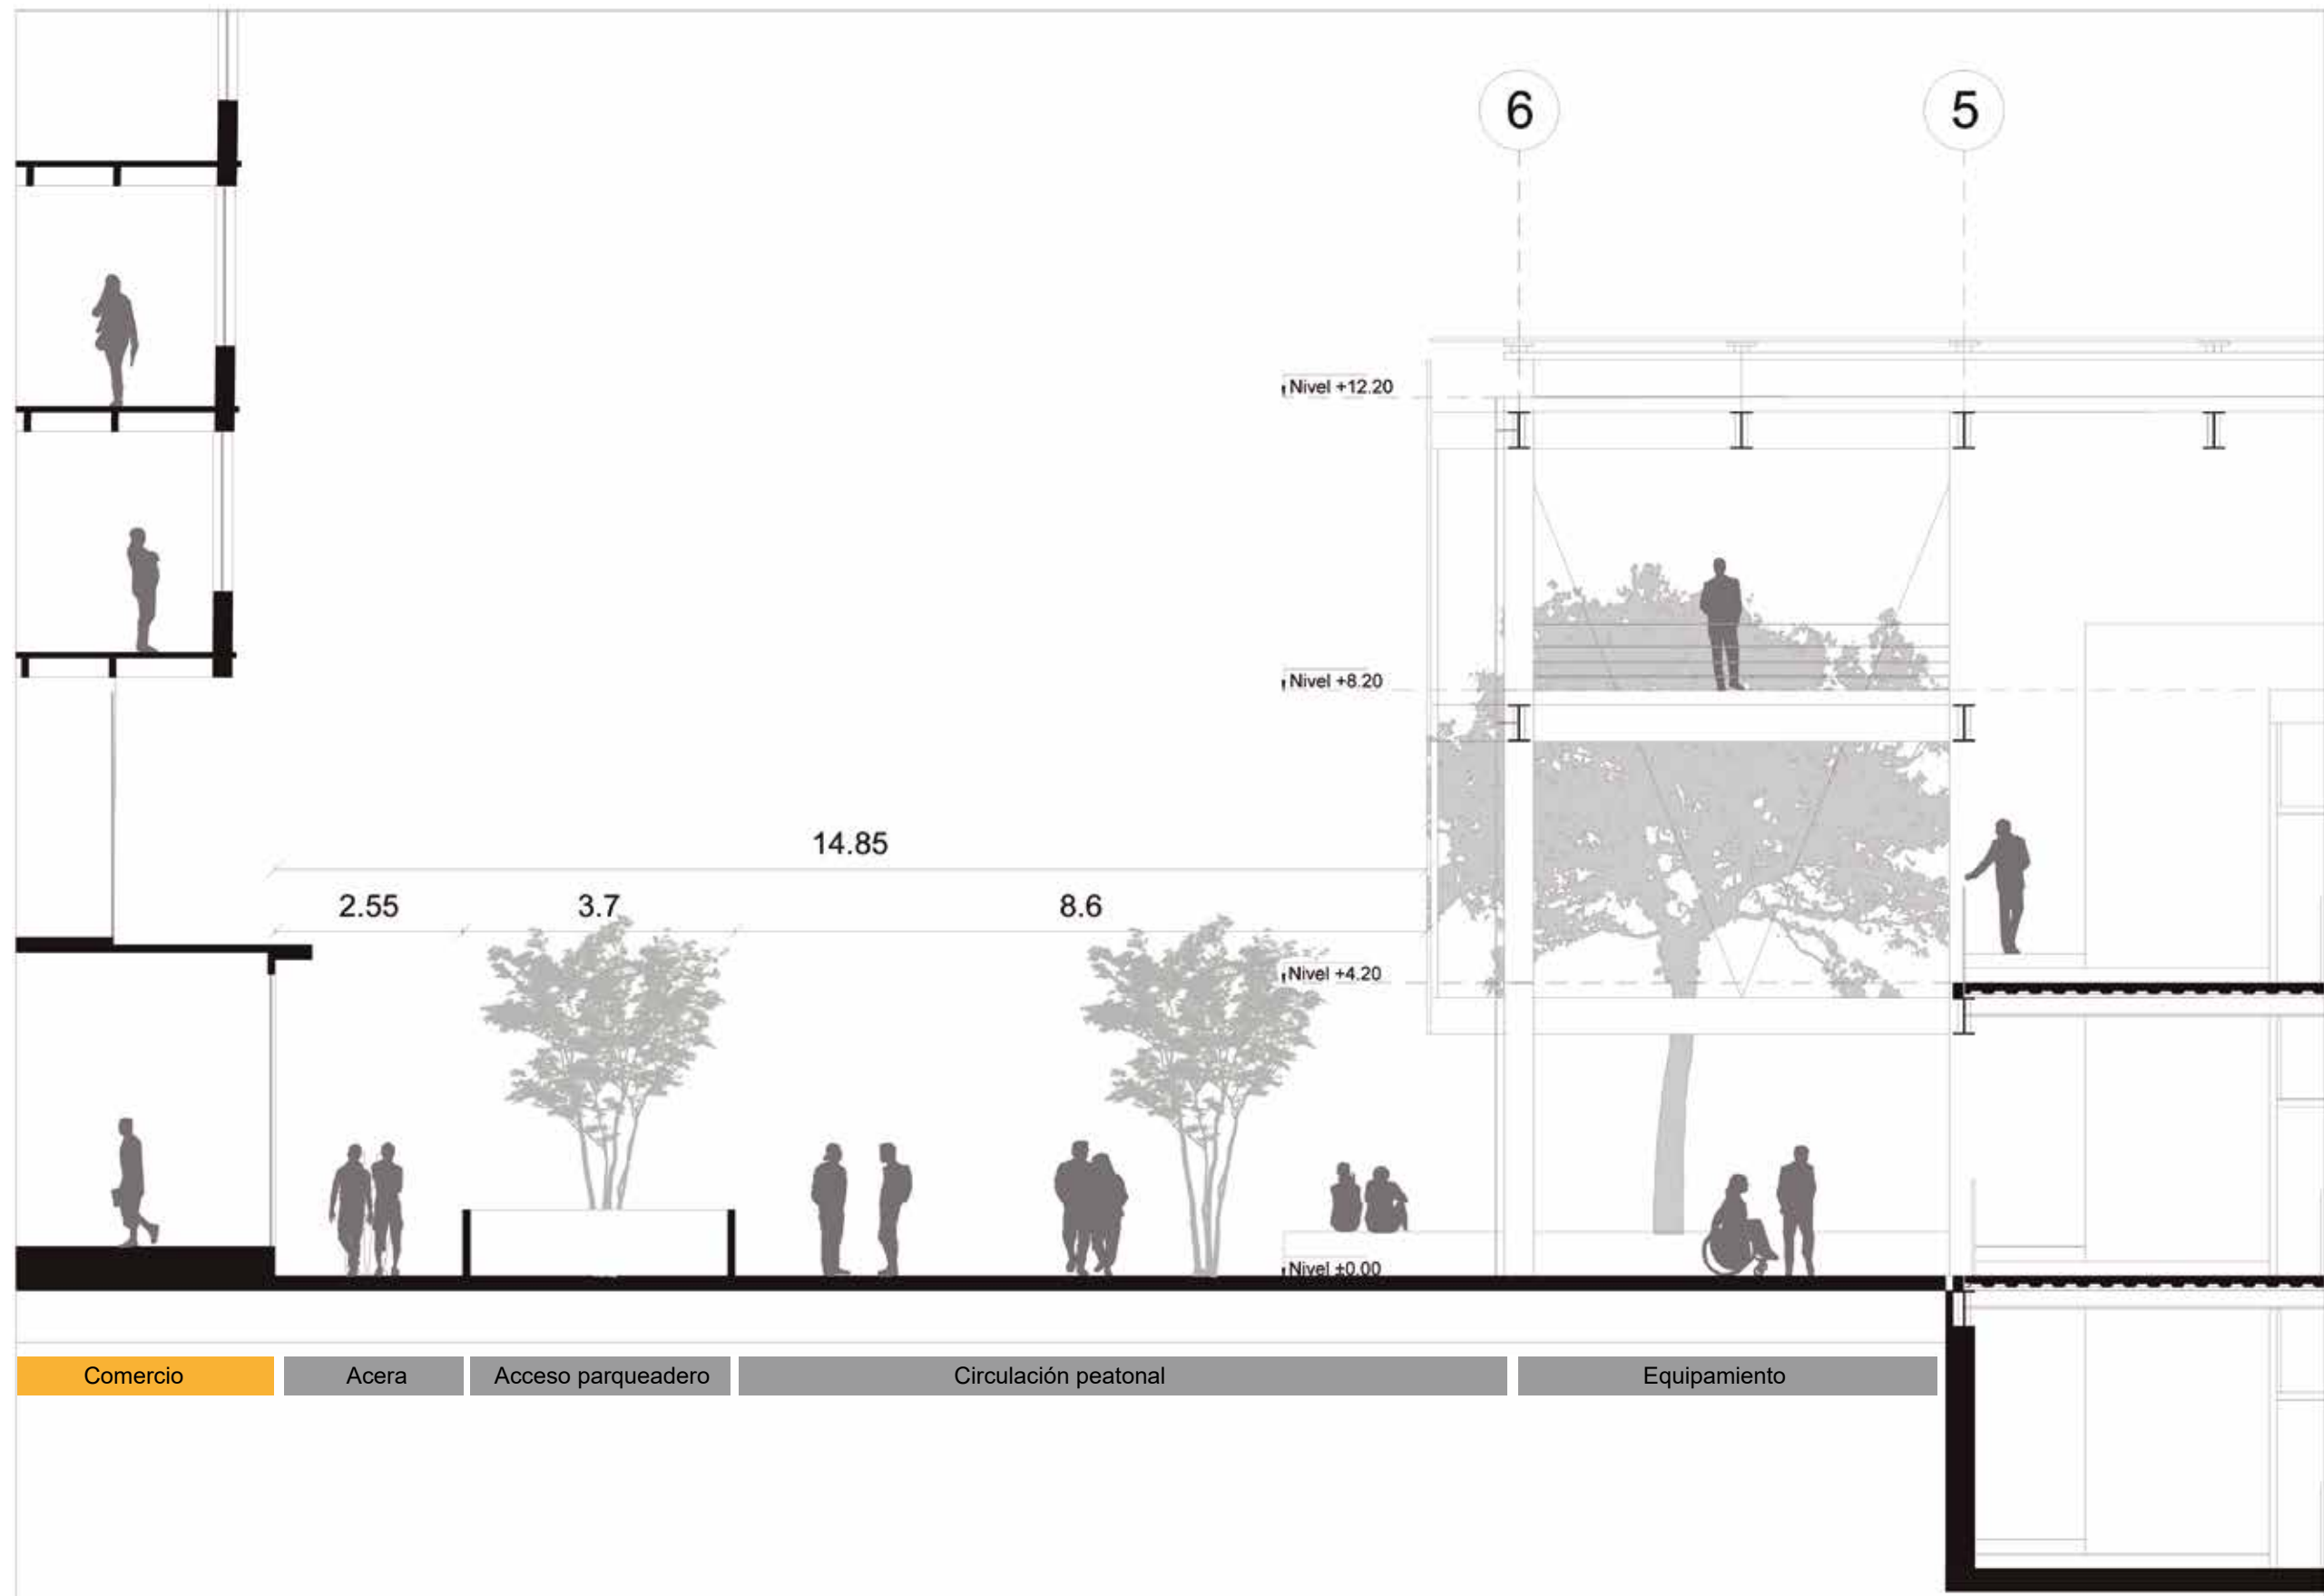 6
5
Nivel +12.20
Nivel +8.20
14.85
2.55
3.7
8.6
Nivel +4.20
Nivel ±0.00
Comercio
Acera
Acceso parqueadero
Circulación peatonal
Equipamiento